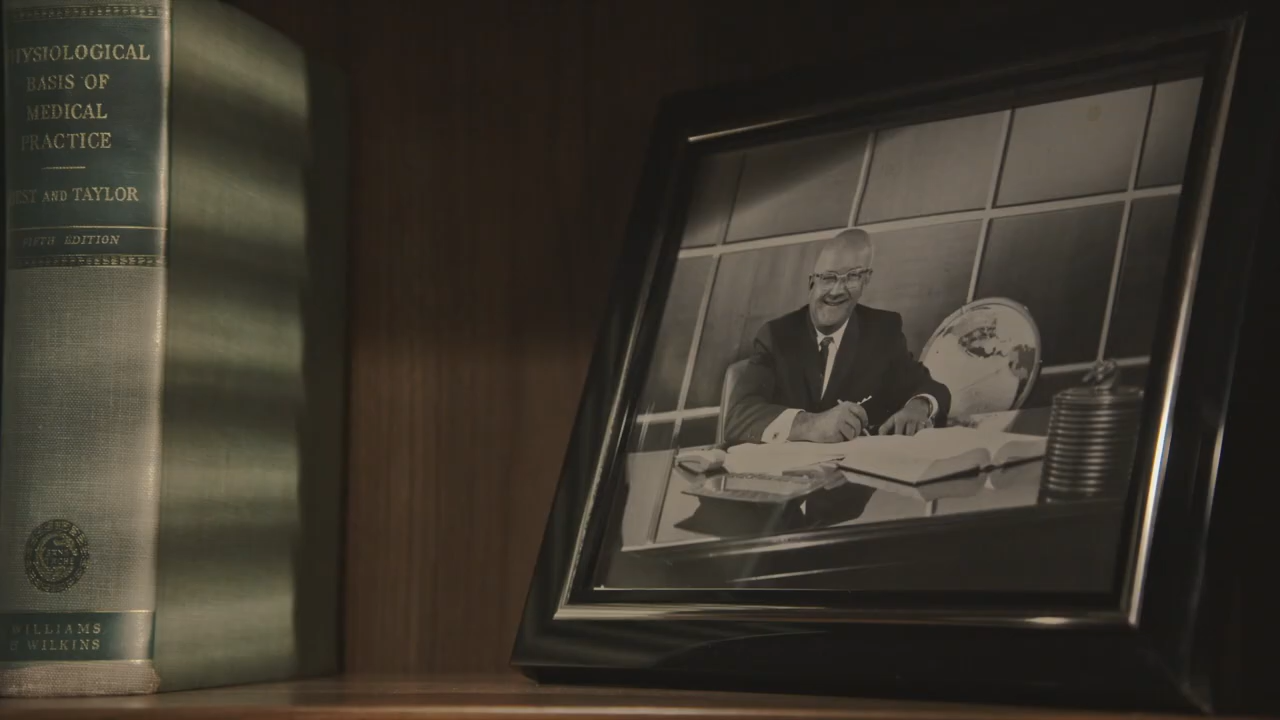 HYSIOLOGICAL
BASIS OF
MEDICAL
PRACTICE
EST AND TAYLOR
FIFTH EDITION
WILLIAMS
& WILKINS